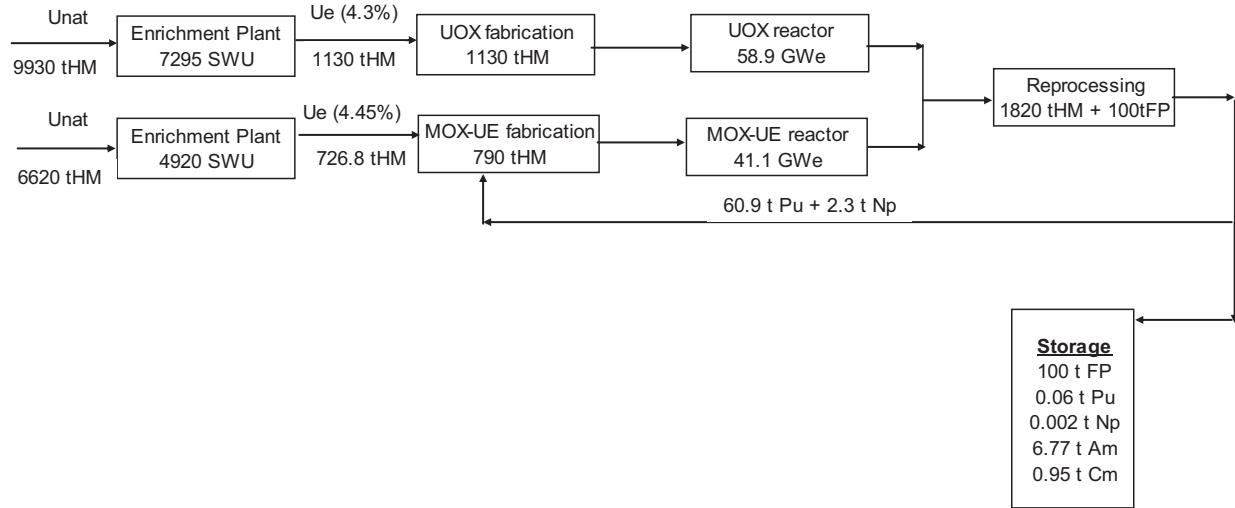 Unat
9930 tHM
Enrichment Plant
7295 SWU
Ue (4.3%)
1130 tHM
UOX fabrication
1130 tHM
UOX reactor
58.9 GWe
Reprocessing
1820 tHM + 100tFP
Unat
6620 tHM
Enrichment Plant
4920 SWU
Ue (4.45%)
726.8 tHM
MOX-UE fabrication
790 tHM
MOX-UE reactor
41.1 GWe
60.9 t Pu + 2.3 t Np
Storage
100 t FP
0.06 t Pu
0.002 t Np
6.77 t Am
0.95 t Cm